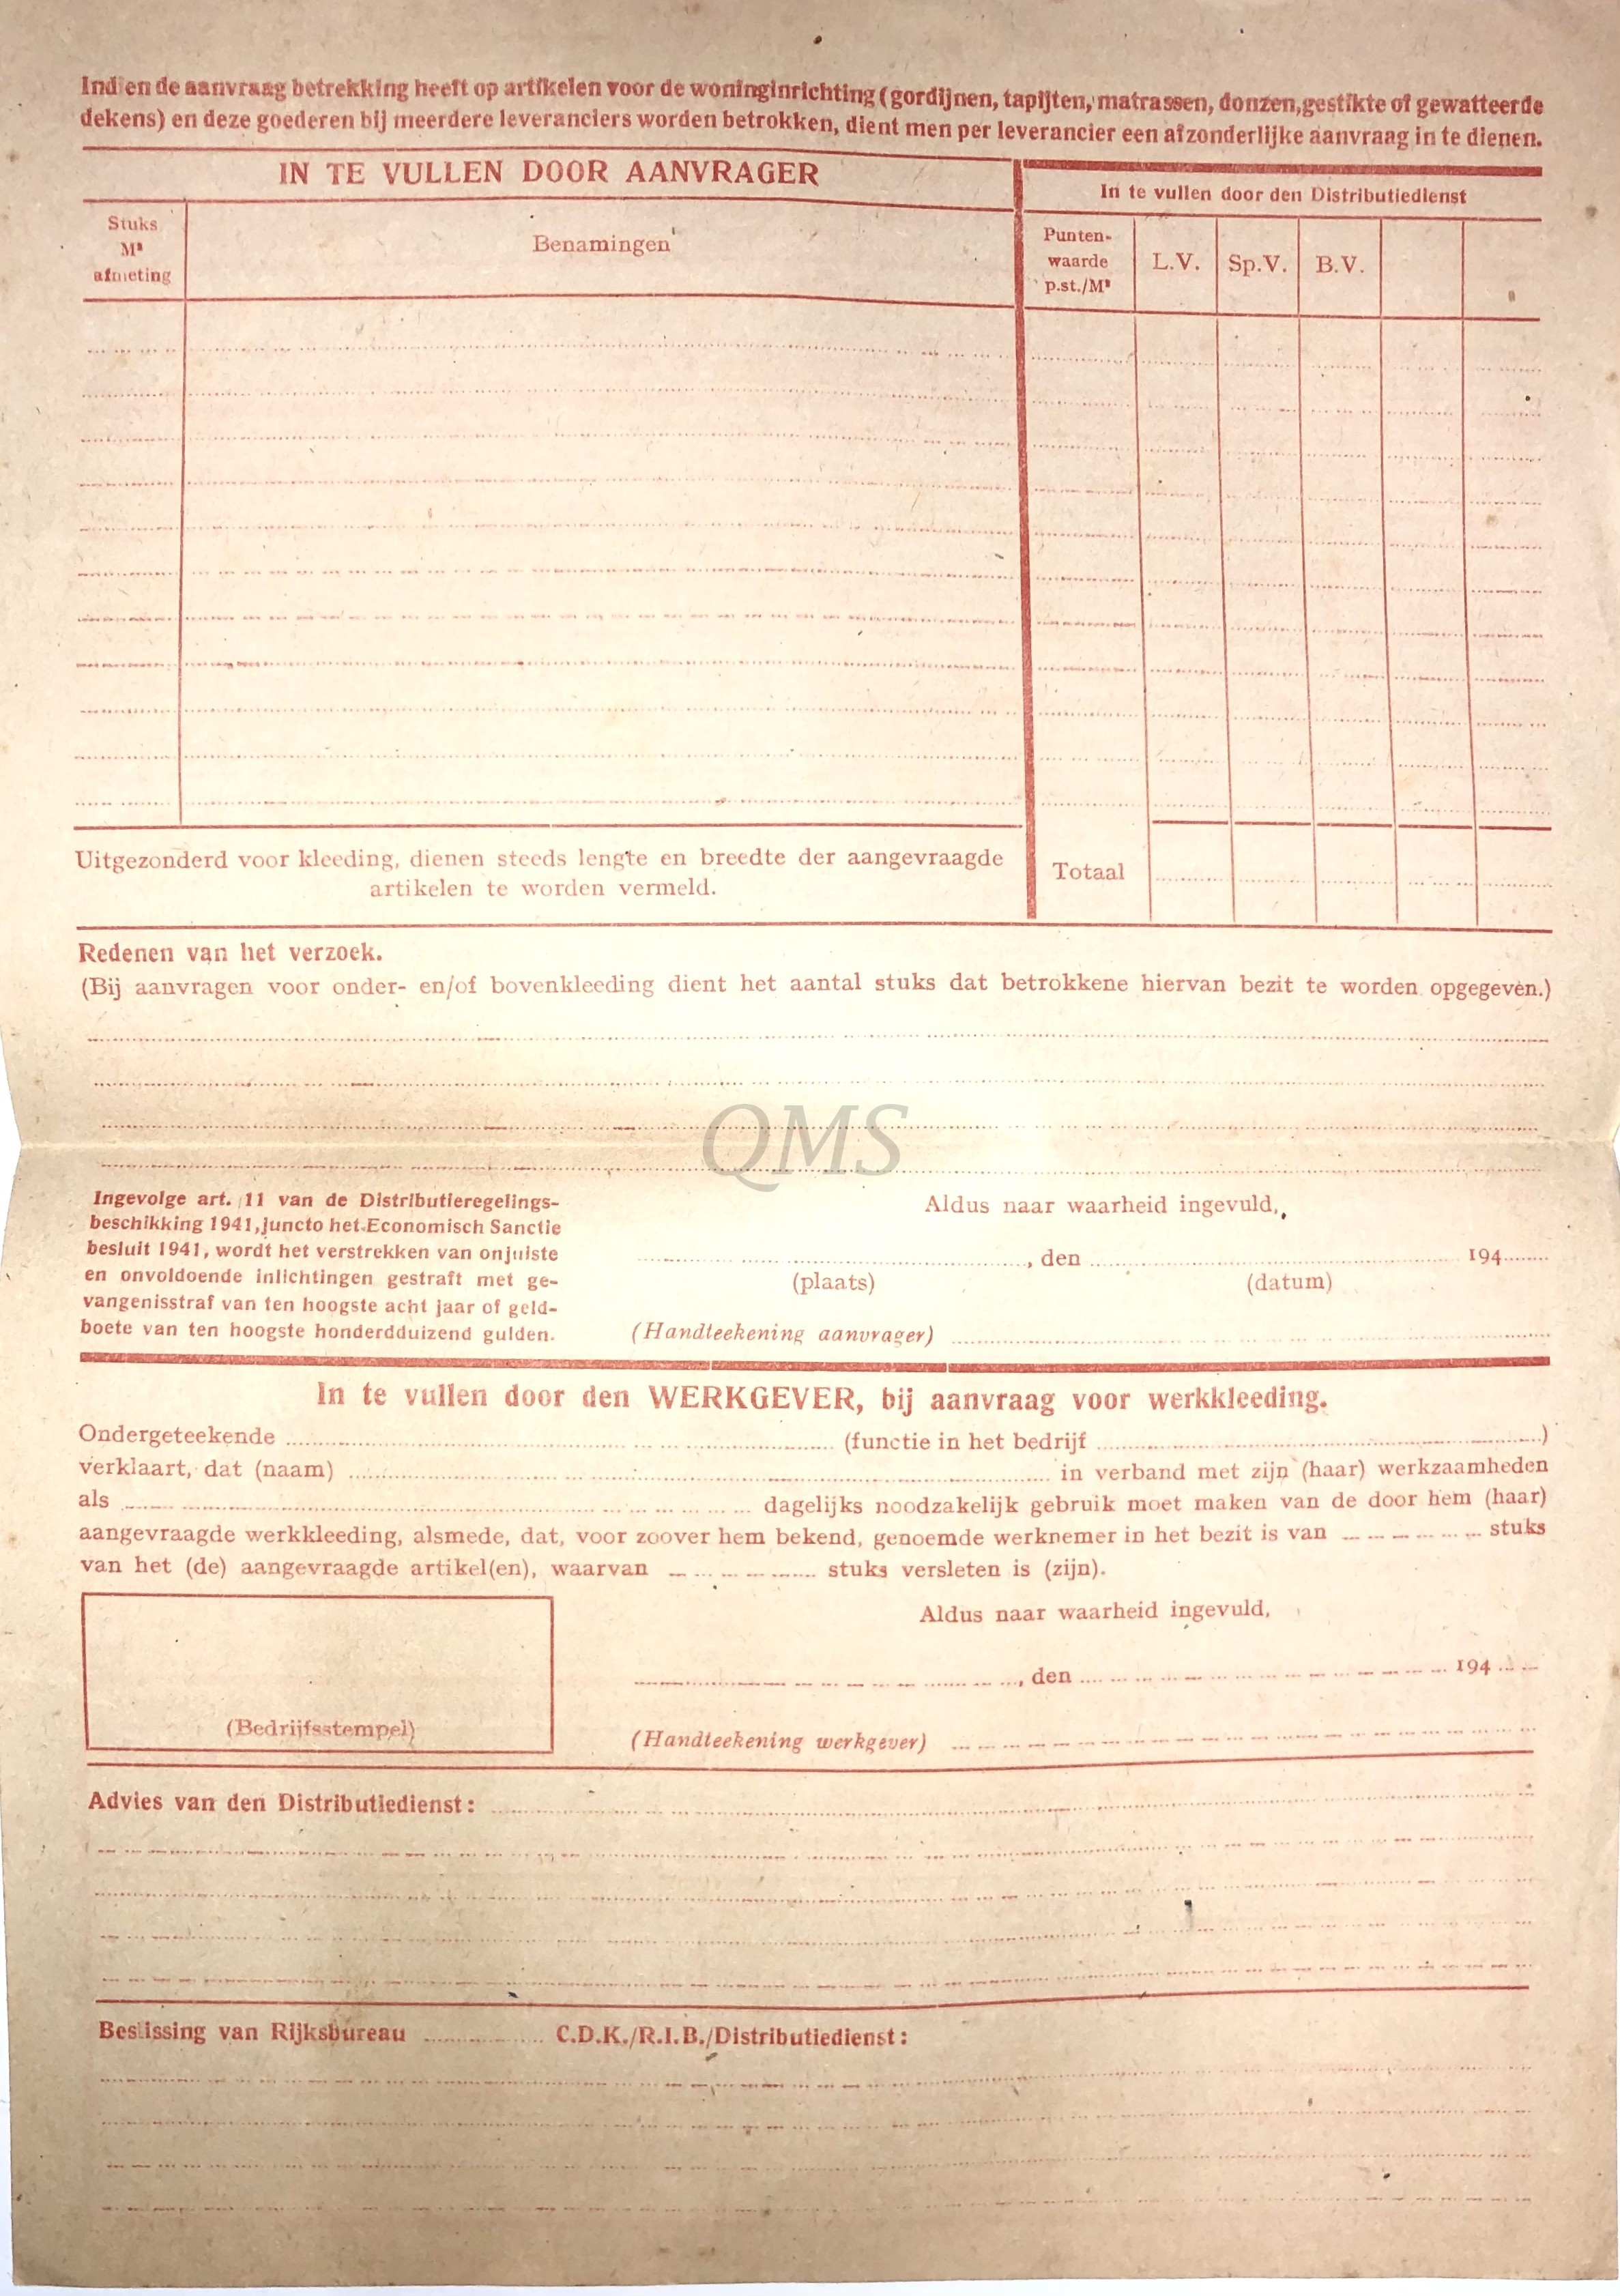 Indien de aanvraag betrekking heeft op artikelen voor de woninginrichting (gordijnen, tapijten, matrassen, donzen, gestikte of gewatteerde
dekens) en deze goederen bij meerdere leveranciers worden betrokken, dient men per leverancier een afzonderlijke aanvraag in te dienen.
IN TE VULLEN DOOR AANVRAGER
In te vullen door den Distributiedienst
Stuks
M²
afmeting
Benamingen
Punten-
waarde
p.st./M²
L.V.
Sp.V.
B.V.
Uitgezonderd voor kleeding, dienen steeds lengte en breedte der aangevraagde
artikelen te worden vermeld.
Totaal
Redenen van het verzoek.
(Bij aanvragen voor onder- en/of bovenkleeding dient het aantal stuks dat betrokkene hiervan bezit te worden opgegeven.)
QMS
Ingevolge art. 11 van de Distributieregelings-
beschikking 1941, juncto het Economisch Sanctie
besluit 1941, wordt het verstrekken van onjuiste
en onvoldoende inlichtingen gestraft met ge-
vangenisstraf van ten hoogste acht jaar of geld-
boete van ten hoogste honderdduizend gulden.
Aldus naar waarheid ingevuld,
, den 194
(plaats) (datum)
(Handteekening aanvrager)
In te vullen door den WERKGEVER, bij aanvraag voor werkkleeding.
Ondergeteekende (functie in het bedrijf )
verklaart, dat (naam) in verband met zijn (haar) werkzaamheden
als dagelijks noodzakelijk gebruik moet maken van de door hem (haar)
aangevraagde werkkleeding, alsmede, dat, voor zoover hem bekend, genoemde werknemer in het bezit is van stuks
van het (de) aangevraagde artikel(en), waarvan stuks versleten is (zijn).
Aldus naar waarheid ingevuld,
, den 194
(Bedrijfsstempel)
(Handteekening werkgever)
Advies van den Distributiedienst:
Beslissing van Rijksbureau C.D.K./R.I.B./Distributiedienst: